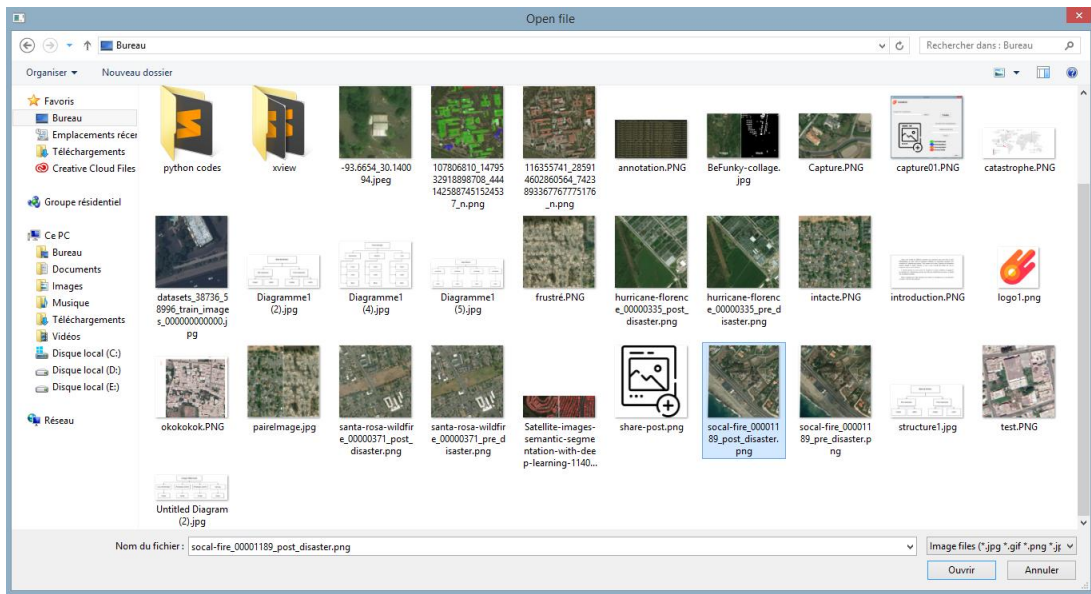 Open file
Bureau
Rechercher dans : Bureau
Organiser
Nouveau dossier
Favoris
Bureau
Emplacements récer
Téléchargements
Creative Cloud Files
Groupe résidentiel
Ce PC
Bureau
Documents
Images
Musique
Téléchargements
Vidéos
Disque local (C:)
Disque local (D:)
Disque local (E:)
Réseau
python codes
xview
-93.6654_30.1400
94.jpeg
107806810_14795
32918898708_444
142588745152453
7_n.png
116355741_28591
4602860564_7423
893367767775176
_n.png
annotation.PNG
BeFunky-collage.
jpg
Capture.PNG
capture01.PNG
catastrophe.PNG
datasets_38736_5
8996_train_image
s_000000000000.j
pg
Diagramme1
(2).jpg
Diagramme1
(4).jpg
Diagramme1
(5).jpg
frustré.PNG
hurricane-florenc
e_00000335_post_
disaster.png
hurricane-florenc
e_00000335_pre_d
isaster.png
intacte.PNG
introduction.PNG
logo1.png
okokokok.PNG
paireImage.jpg
santa-rosa-wildfir
e_00000371_post_
disaster.png
santa-rosa-wildfir
e_00000371_pre_d
isaster.png
Satellite-images-
semantic-segme
ntation-with-dee
p-learning-1140...
share-post.png
socal-fire_000011
89_post_disaster.
png
socal-fire_000011
89_pre_disaster.p
ng
structure1.jpg
test.PNG
Untitled Diagram
(2).jpg
Nom du fichier :
socal-fire_00001189_post_disaster.png
Image files (*.jpg *.gif *.png *.jp
Ouvrir
Annuler